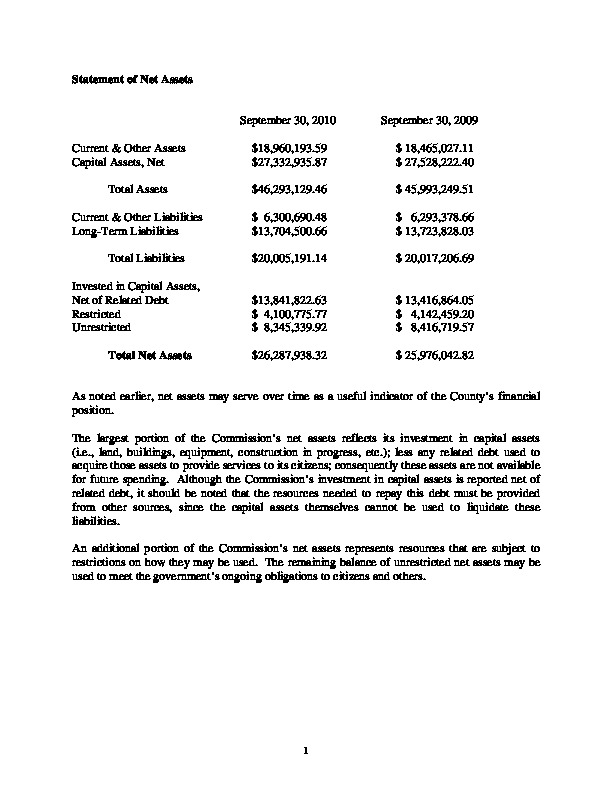 Statement of Net Assets
September 30, 2010 September 30, 2009
Current & Other Assets $18,960,193.59 $ 18,465,027.11
Capital Assets, Net $27,332,935.87 $ 27,528,222.40
Total Assets $46,293,129.46 $ 45,993,249.51
Current & Other Liabilities $ 6,300,690.48 $ 6,293,378.66
Long-Term Liabilities $13,704,500.66 $ 13,723,828.03
Total Liabilities $20,005,191.14 $ 20,017,206.69
Invested in Capital Assets,
Net of Related Debt $13,841,822.63 $ 13,416,864.05
Restricted $ 4,100,775.77 $ 4,142,459.20
Unrestricted $ 8,345,339.92 $ 8,416,719.57
Total Net Assets $26,287,938.32 $ 25,976,042.82
As noted earlier, net assets may serve over time as a useful indicator of the County's financial
position.
The largest portion of the Commission's net assets reflects its investment in capital assets
(i.e., land, buildings, equipment, construction in progress, etc.); less any related debt used to
acquire those assets to provide services to its citizens; consequently these assets are not available
for future spending. Although the Commission's investment in capital assets is reported net of
related debt, it should be noted that the resources needed to repay this debt must be provided
from other sources, since the capital assets themselves cannot be used to liquidate these
liabilities.
An additional portion of the Commission's net assets represents resources that are subject to
restrictions on how they may be used. The remaining balance of unrestricted net assets may be
used to meet the government's ongoing obligations to citizens and others.
1